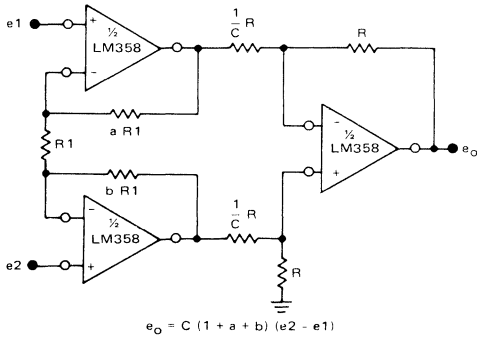 e1
+
½
LM358
−
1/C R
R
a R1
R1
b R1
−
½
LM358
+
e2
−
½
LM358
+
eo
1/C R
R
eo = C (1 + a + b) (e2 - e1)